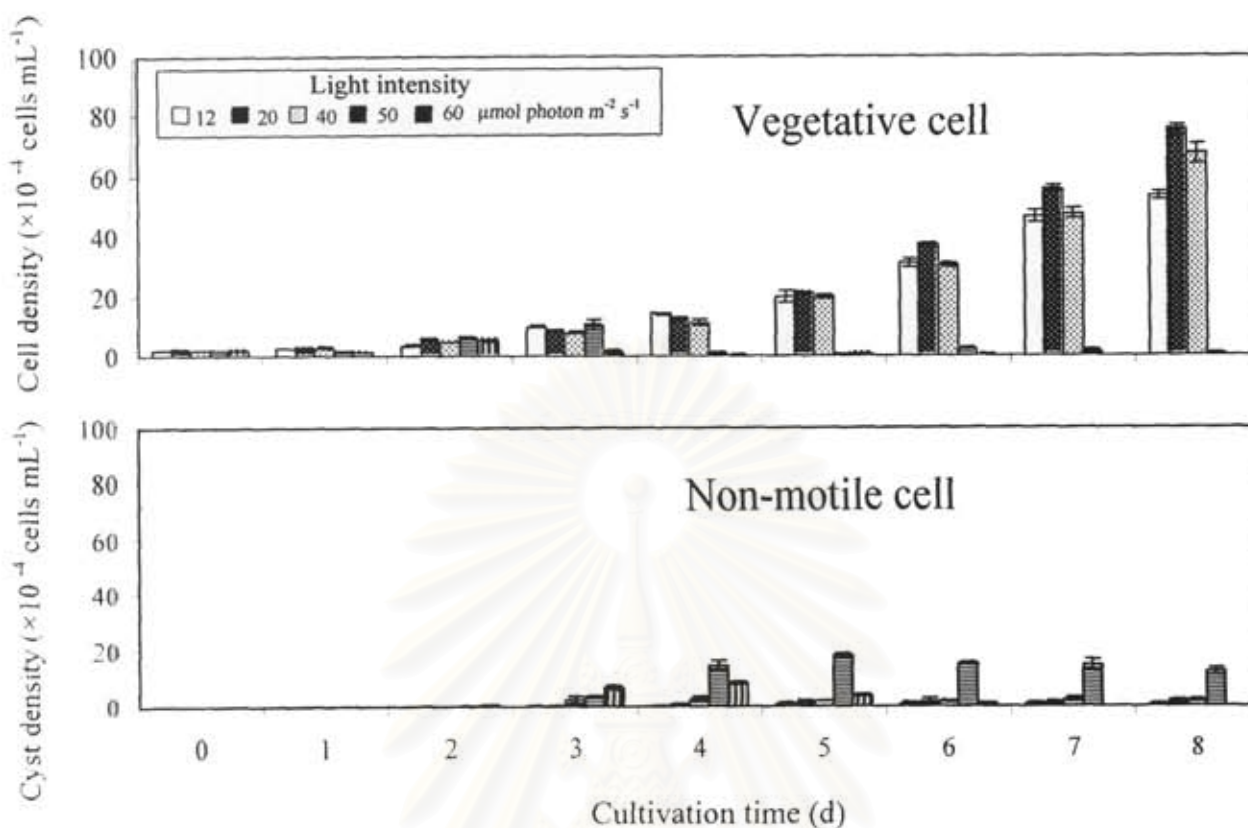 Cell density (×10⁻⁴ cells mL⁻¹)
100
80
60
40
20
0
Light intensity
12 20 40 50 60 μmol photon m⁻² s⁻¹
Vegetative cell
Cyst density (×10⁻⁴ cells mL⁻¹)
100
80
60
40
20
0
Non-motile cell
0 1 2 3 4 5 6 7 8
Cultivation time (d)